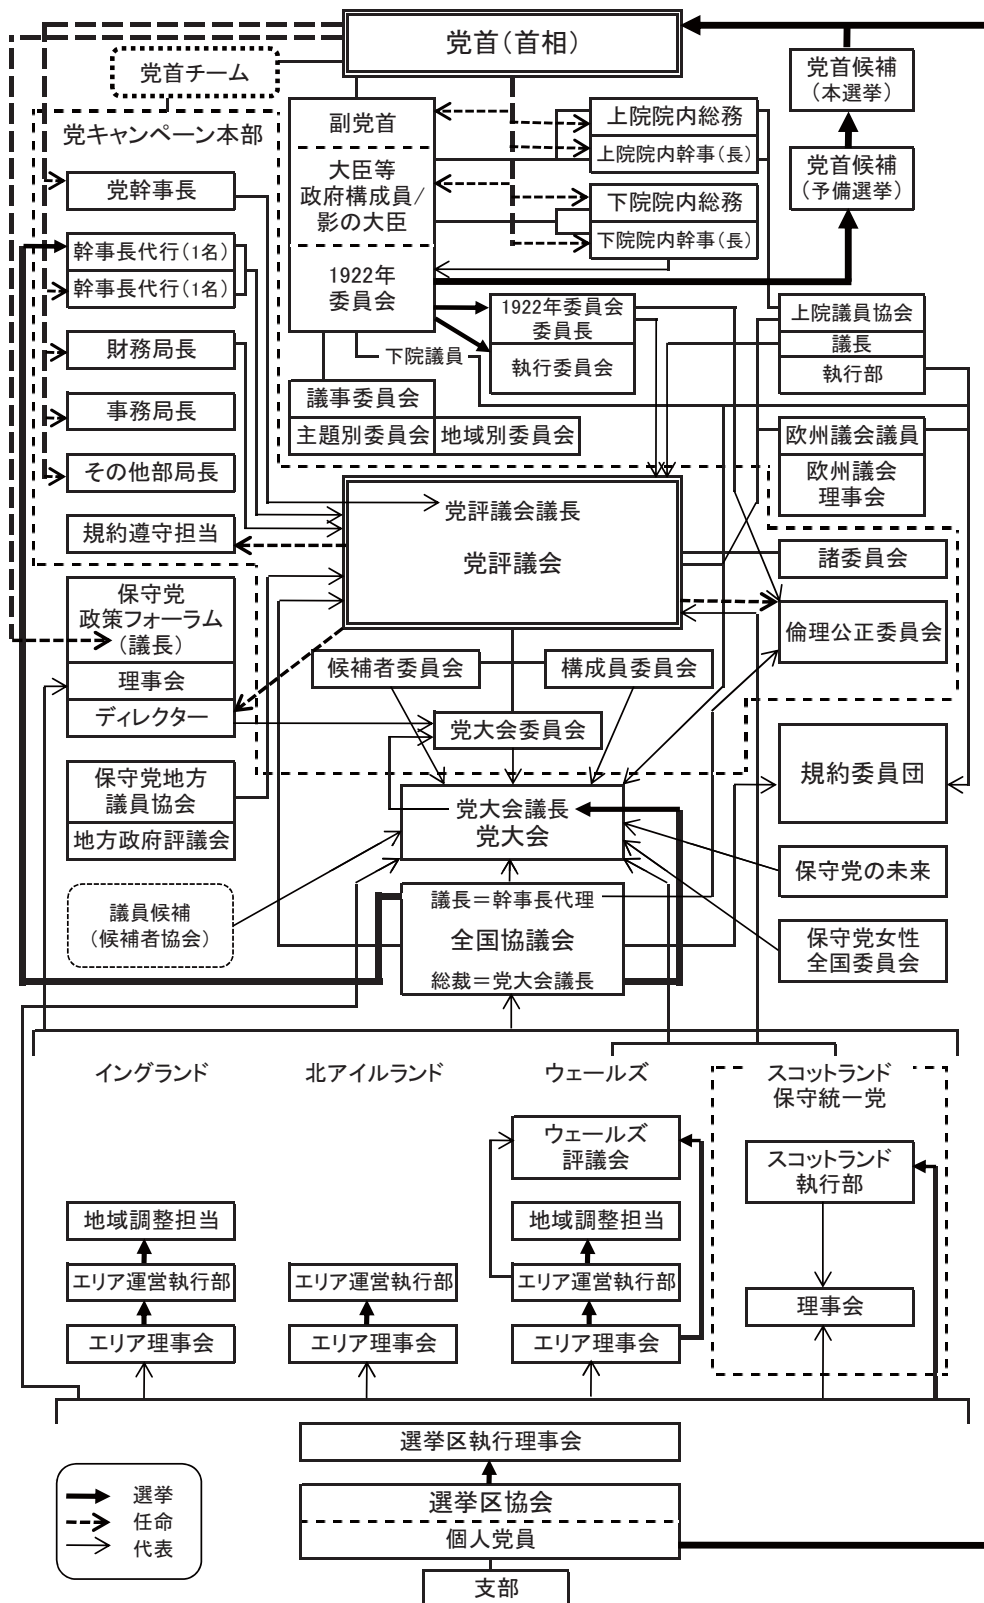 党首（首相）
党首チーム
党首候補
（本選挙）
党キャンペーン本部
副党首
上院院内総務
上院院内幹事（長）
党首候補
（予備選挙）
大臣等
政府構成員／
影の大臣
党幹事長
下院院内総務
下院院内幹事（長）
幹事長代行（1名）
幹事長代行（1名）
1922年
委員会
1922年委員会
委員長
執行委員会
上院議員協会
議長
執行部
財務局長
下院議員
議事委員会
主題別委員会
地域別委員会
事務局長
欧州議会議員
欧州議会
理事会
その他部局長
党評議会議長
党評議会
規約遵守担当
諸委員会
保守党
政策フォーラム
（議長）
理事会
ディレクター
倫理公正委員会
候補者委員会
構成員委員会
党大会委員会
保守党地方
議員協会
地方政府評議会
規約委員団
党大会議長
党大会
保守党の未来
議員候補
（候補者協会）
議長＝幹事長代理
全国協議会
総裁＝党大会議長
保守党女性
全国委員会
イングランド
北アイルランド
ウェールズ
スコットランド
保守統一党
ウェールズ
評議会
スコットランド
執行部
地域調整担当
地域調整担当
エリア運営執行部
エリア運営執行部
エリア運営執行部
理事会
エリア理事会
エリア理事会
エリア理事会
選挙区執行理事会
選挙区協会
個人党員
支部
選挙
任命
代表